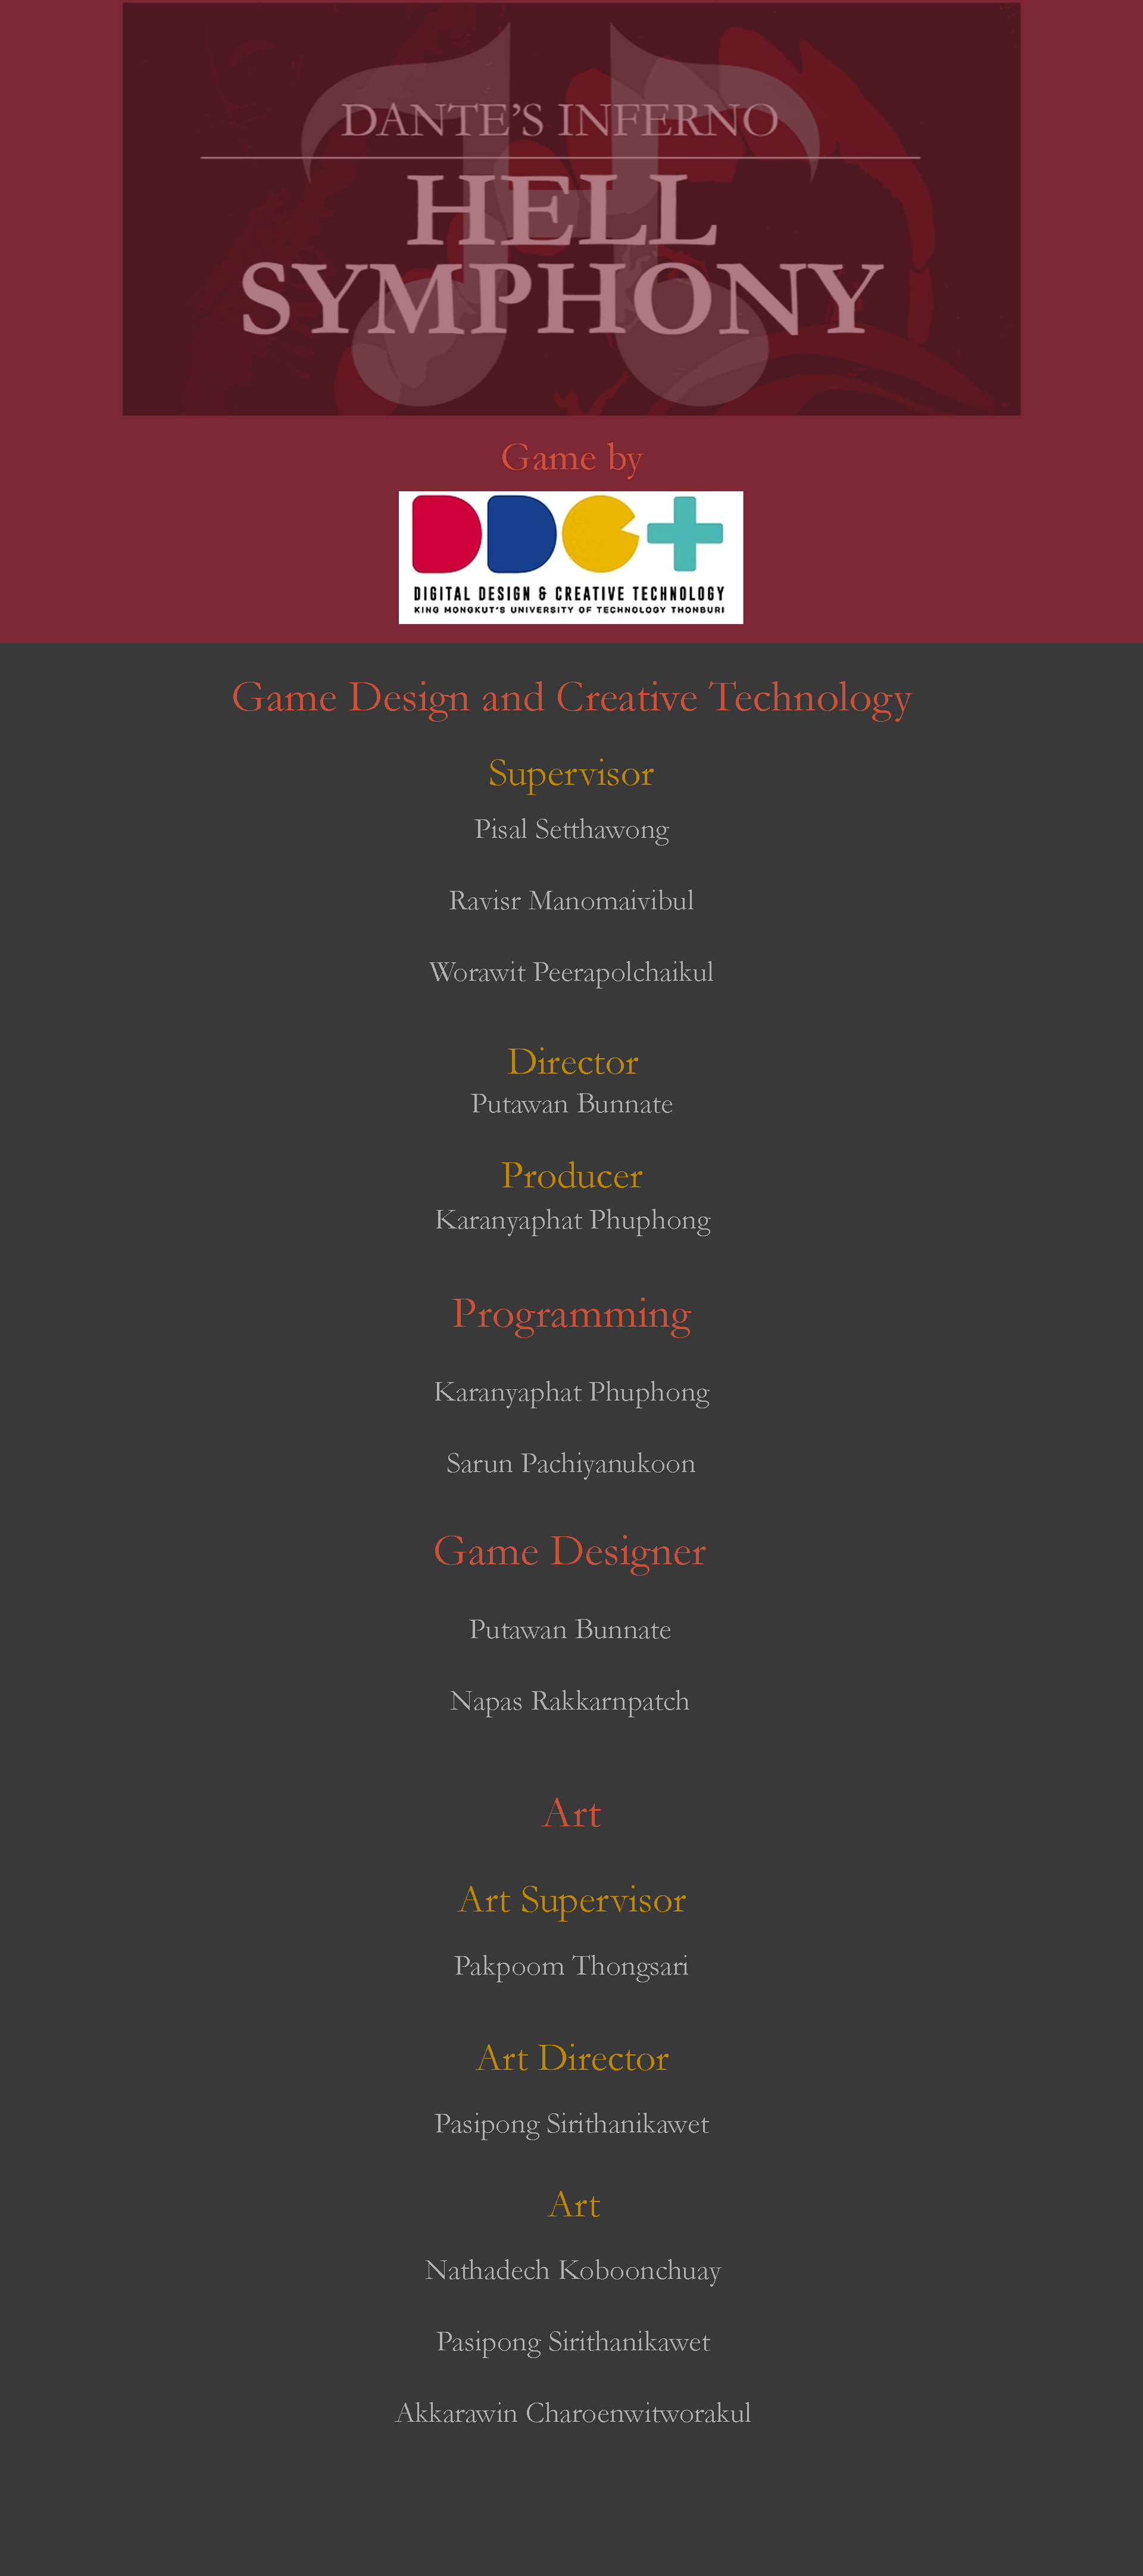 DANTE'S INFERNO
HELL
SYMPHONY
Game by
DDC+
DIGITAL DESIGN & CREATIVE TECHNOLOGY
KING MONGKUT'S UNIVERSITY OF TECHNOLOGY THONBURI
Game Design and Creative Technology
Supervisor
Pisal Setthawong
Ravisr Manomaivibul
Worawit Peerapolchaikul
Director
Putawan Bunnate
Producer
Karanyaphat Phuphong
Programming
Karanyaphat Phuphong
Sarun Pachiyanukoon
Game Designer
Putawan Bunnate
Napas Rakkarnpatch
Art
Art Supervisor
Pakpoom Thongsari
Art Director
Pasipong Sirithanikawet
Art
Nathadech Koboonchuay
Pasipong Sirithanikawet
Akkarawin Charoenwitworakul